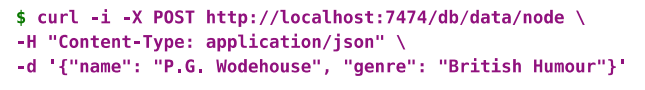 $ curl -i -X POST http://localhost:7474/db/data/node \
-H "Content-Type: application/json" \
-d '{"name": "P.G. Wodehouse", "genre": "British Humour"}'